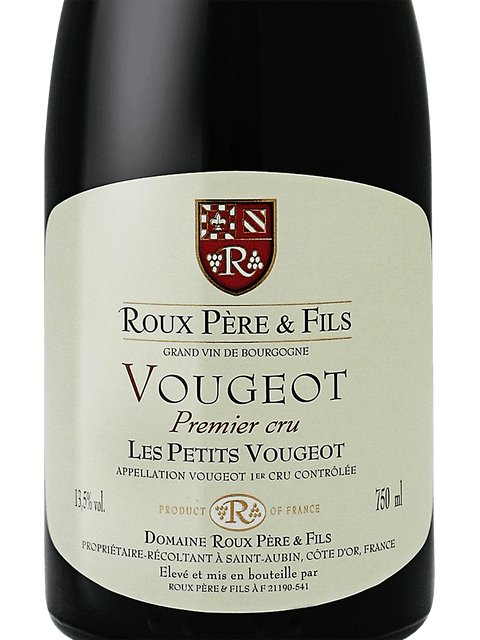 R
ROUX PÈRE & FILS
GRAND VIN DE BOURGOGNE
VOUGEOT
Premier cru
LES PETITS VOUGEOT
APPELLATION VOUGEOT 1ER CRU CONTRÔLÉE
13,5% vol. 750 ml
PRODUCT R OF FRANCE
DOMAINE ROUX PÈRE & FILS
PROPRIÉTAIRE-RÉCOLTANT À SAINT-AUBIN, CÔTE D'OR, FRANCE
Elevé et mis en bouteille par
ROUX PÈRE & FILS À F 21190-541